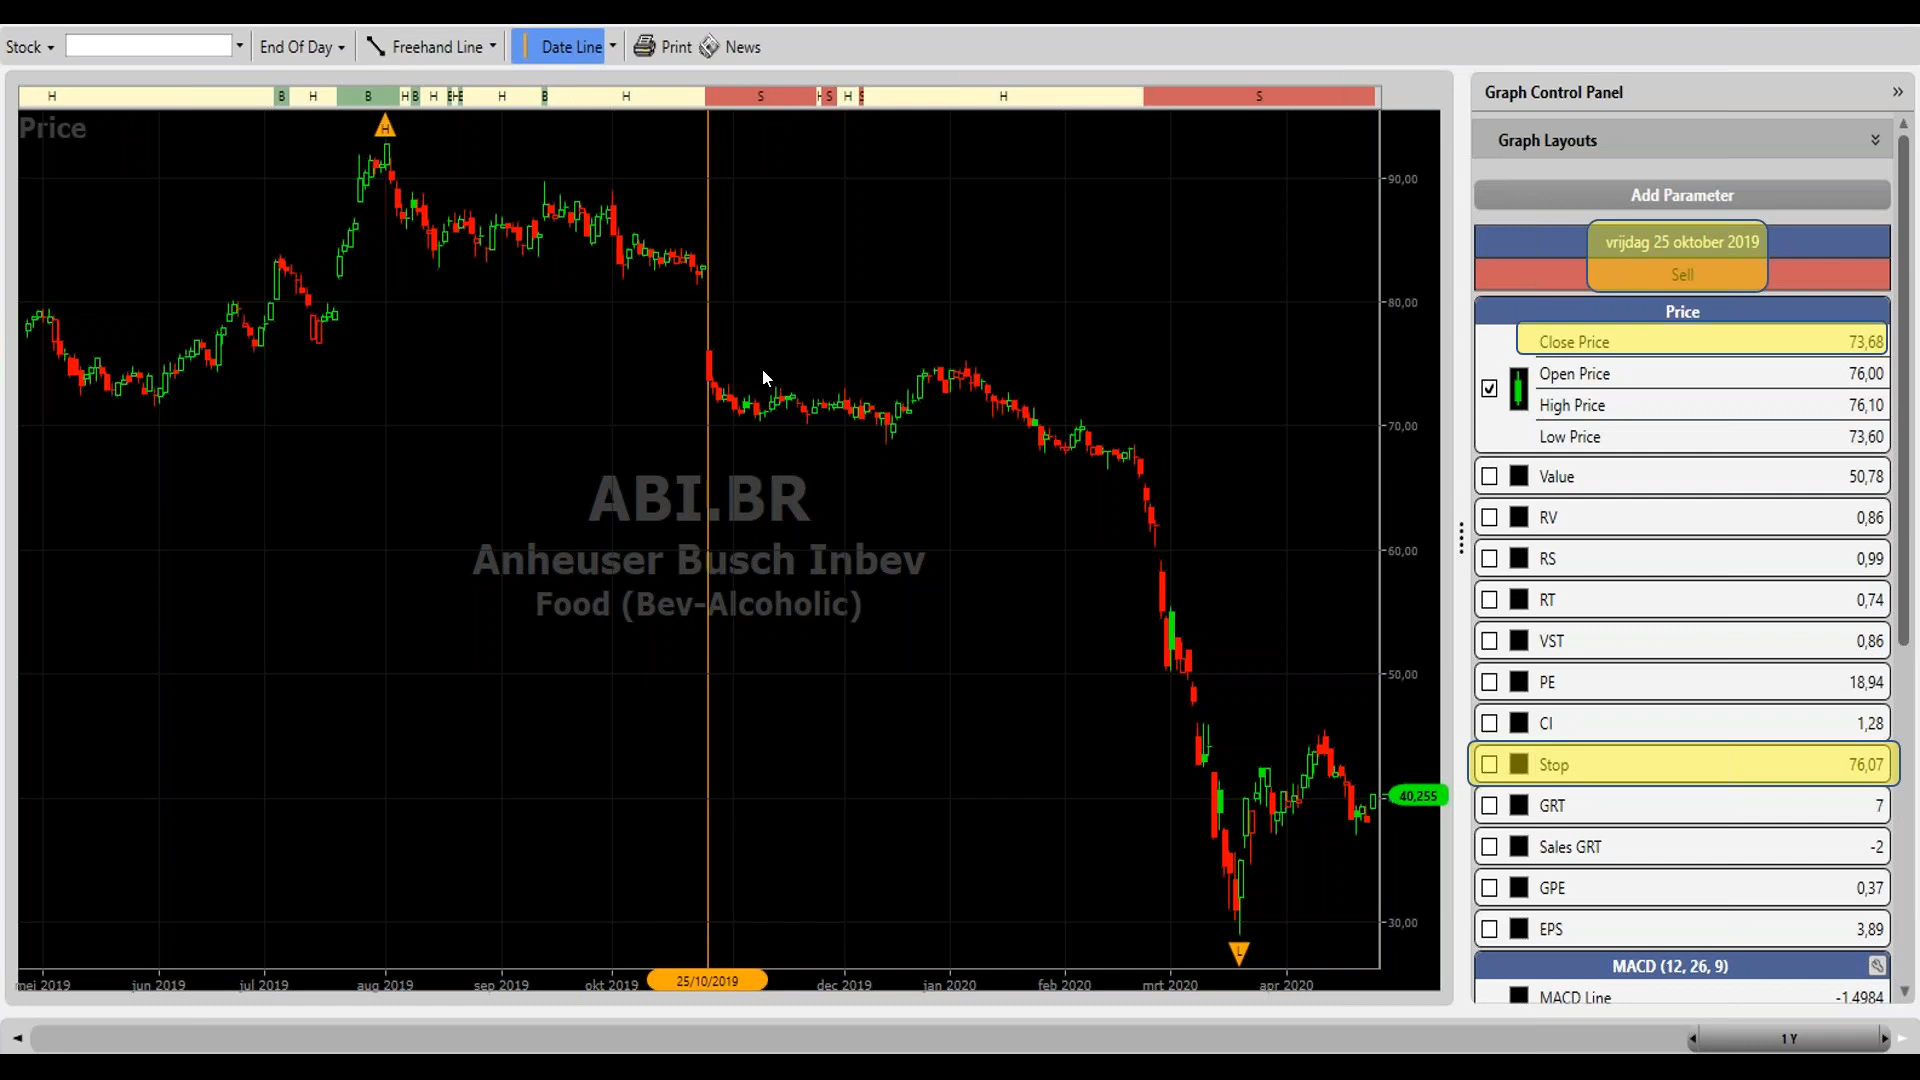 Stock End Of Day Freehand Line Date Line Print News
H B H B H B H B H B H S H S H S H S
Price
H
90,00
80,00
70,00
60,00
50,00
40,255
30,00
ABI.BR
Anheuser Busch Inbev
Food (Bev-Alcoholic)
L
mei 2019 jun 2019 jul 2019 aug 2019 sep 2019 okt 2019 25/10/2019 dec 2019 jan 2020 feb 2020 mrt 2020 apr 2020
Graph Control Panel
Graph Layouts
Add Parameter
vrijdag 25 oktober 2019
Sell
Price
Close Price 73,68
Open Price 76,00
High Price 76,10
Low Price 73,60
Value 50,78
RV 0,86
RS 0,99
RT 0,74
VST 0,86
PE 18,94
CI 1,28
Stop 76,07
GRT 7
Sales GRT -2
GPE 0,37
EPS 3,89
MACD (12, 26, 9)
MACD Line -1,4984
1 Y